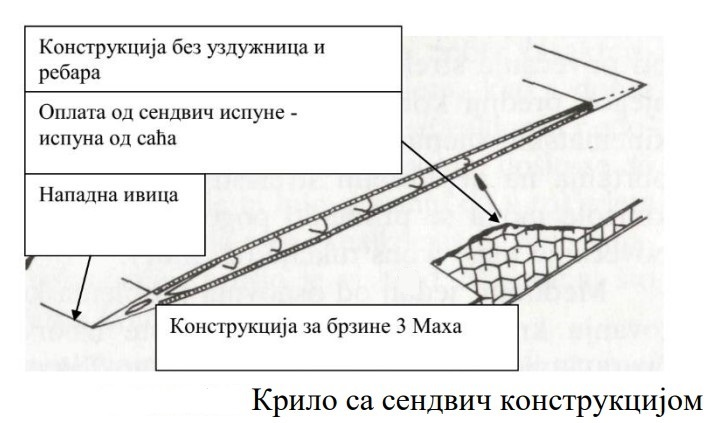 Конструкција без уздужница и
ребара
Оплата од сендвич испуне -
испуна од саћа
Нападна ивица
Конструкција за брзине 3 Маха
Крило са сендвич конструкцијом